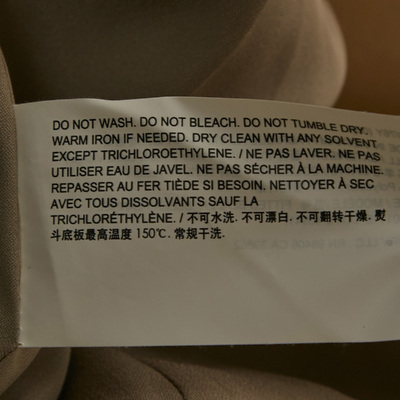 DO NOT WASH. DO NOT BLEACH. DO NOT TUMBLE DRY.
WARM IRON IF NEEDED. DRY CLEAN WITH ANY SOLVENT
EXCEPT TRICHLOROETHYLENE. / NE PAS LAVER. NE PAS
UTILISER EAU DE JAVEL. NE PAS SÉCHER À LA MACHINE.
REPASSER AU FER TIÈDE SI BESOIN. NETTOYER À SEC
AVEC TOUS DISSOLVANTS SAUF LA
TRICHLORÉTHYLÈNE. / 不可水洗. 不可漂白. 不可翻转干燥. 熨
斗底板最高温度 150℃. 常规干洗.